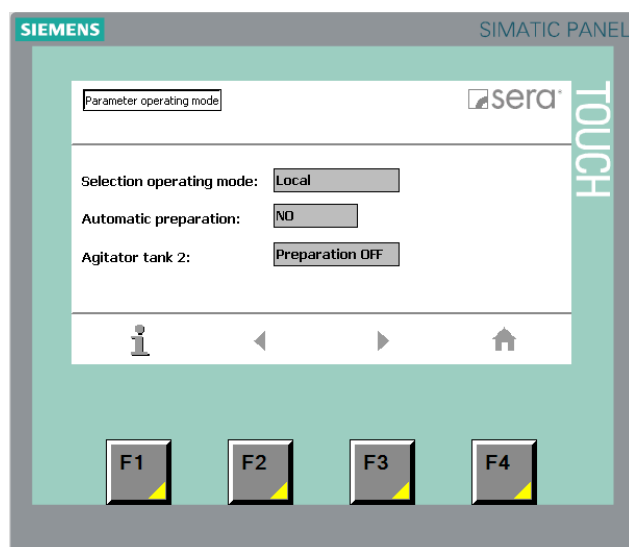 SIEMENS
SIMATIC PANEL
TOUCH
Parameter operating mode
sera
Selection operating mode: Local
Automatic preparation: NO
Agitator tank 2: Preparation OFF
F1 F2 F3 F4